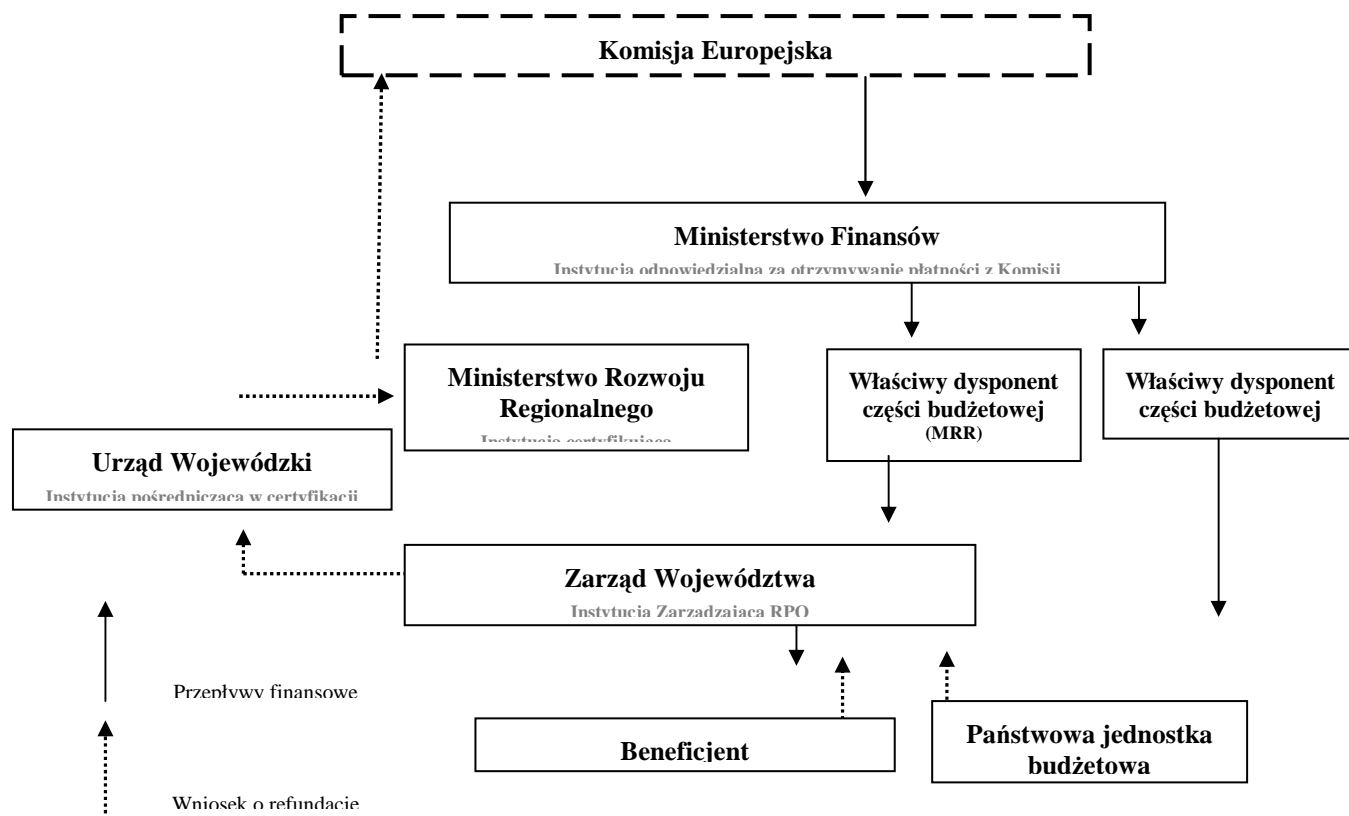 Komisja Europejska
Ministerstwo Finansów
Instytucja odpowiedzialna za otrzymywanie płatności z Komisji
Ministerstwo Rozwoju
Regionalnego
Instytucja certyfikująca
Właściwy dysponent
części budżetowej
(MRR)
Właściwy dysponent
części budżetowej
Urząd Wojewódzki
Instytucja pośrednicząca w certyfikacji
Zarząd Województwa
Instytucja Zarządzająca RPO
Przepływy finansowe
Beneficjent
Państwowa jednostka
budżetowa
Wniosek o refundację